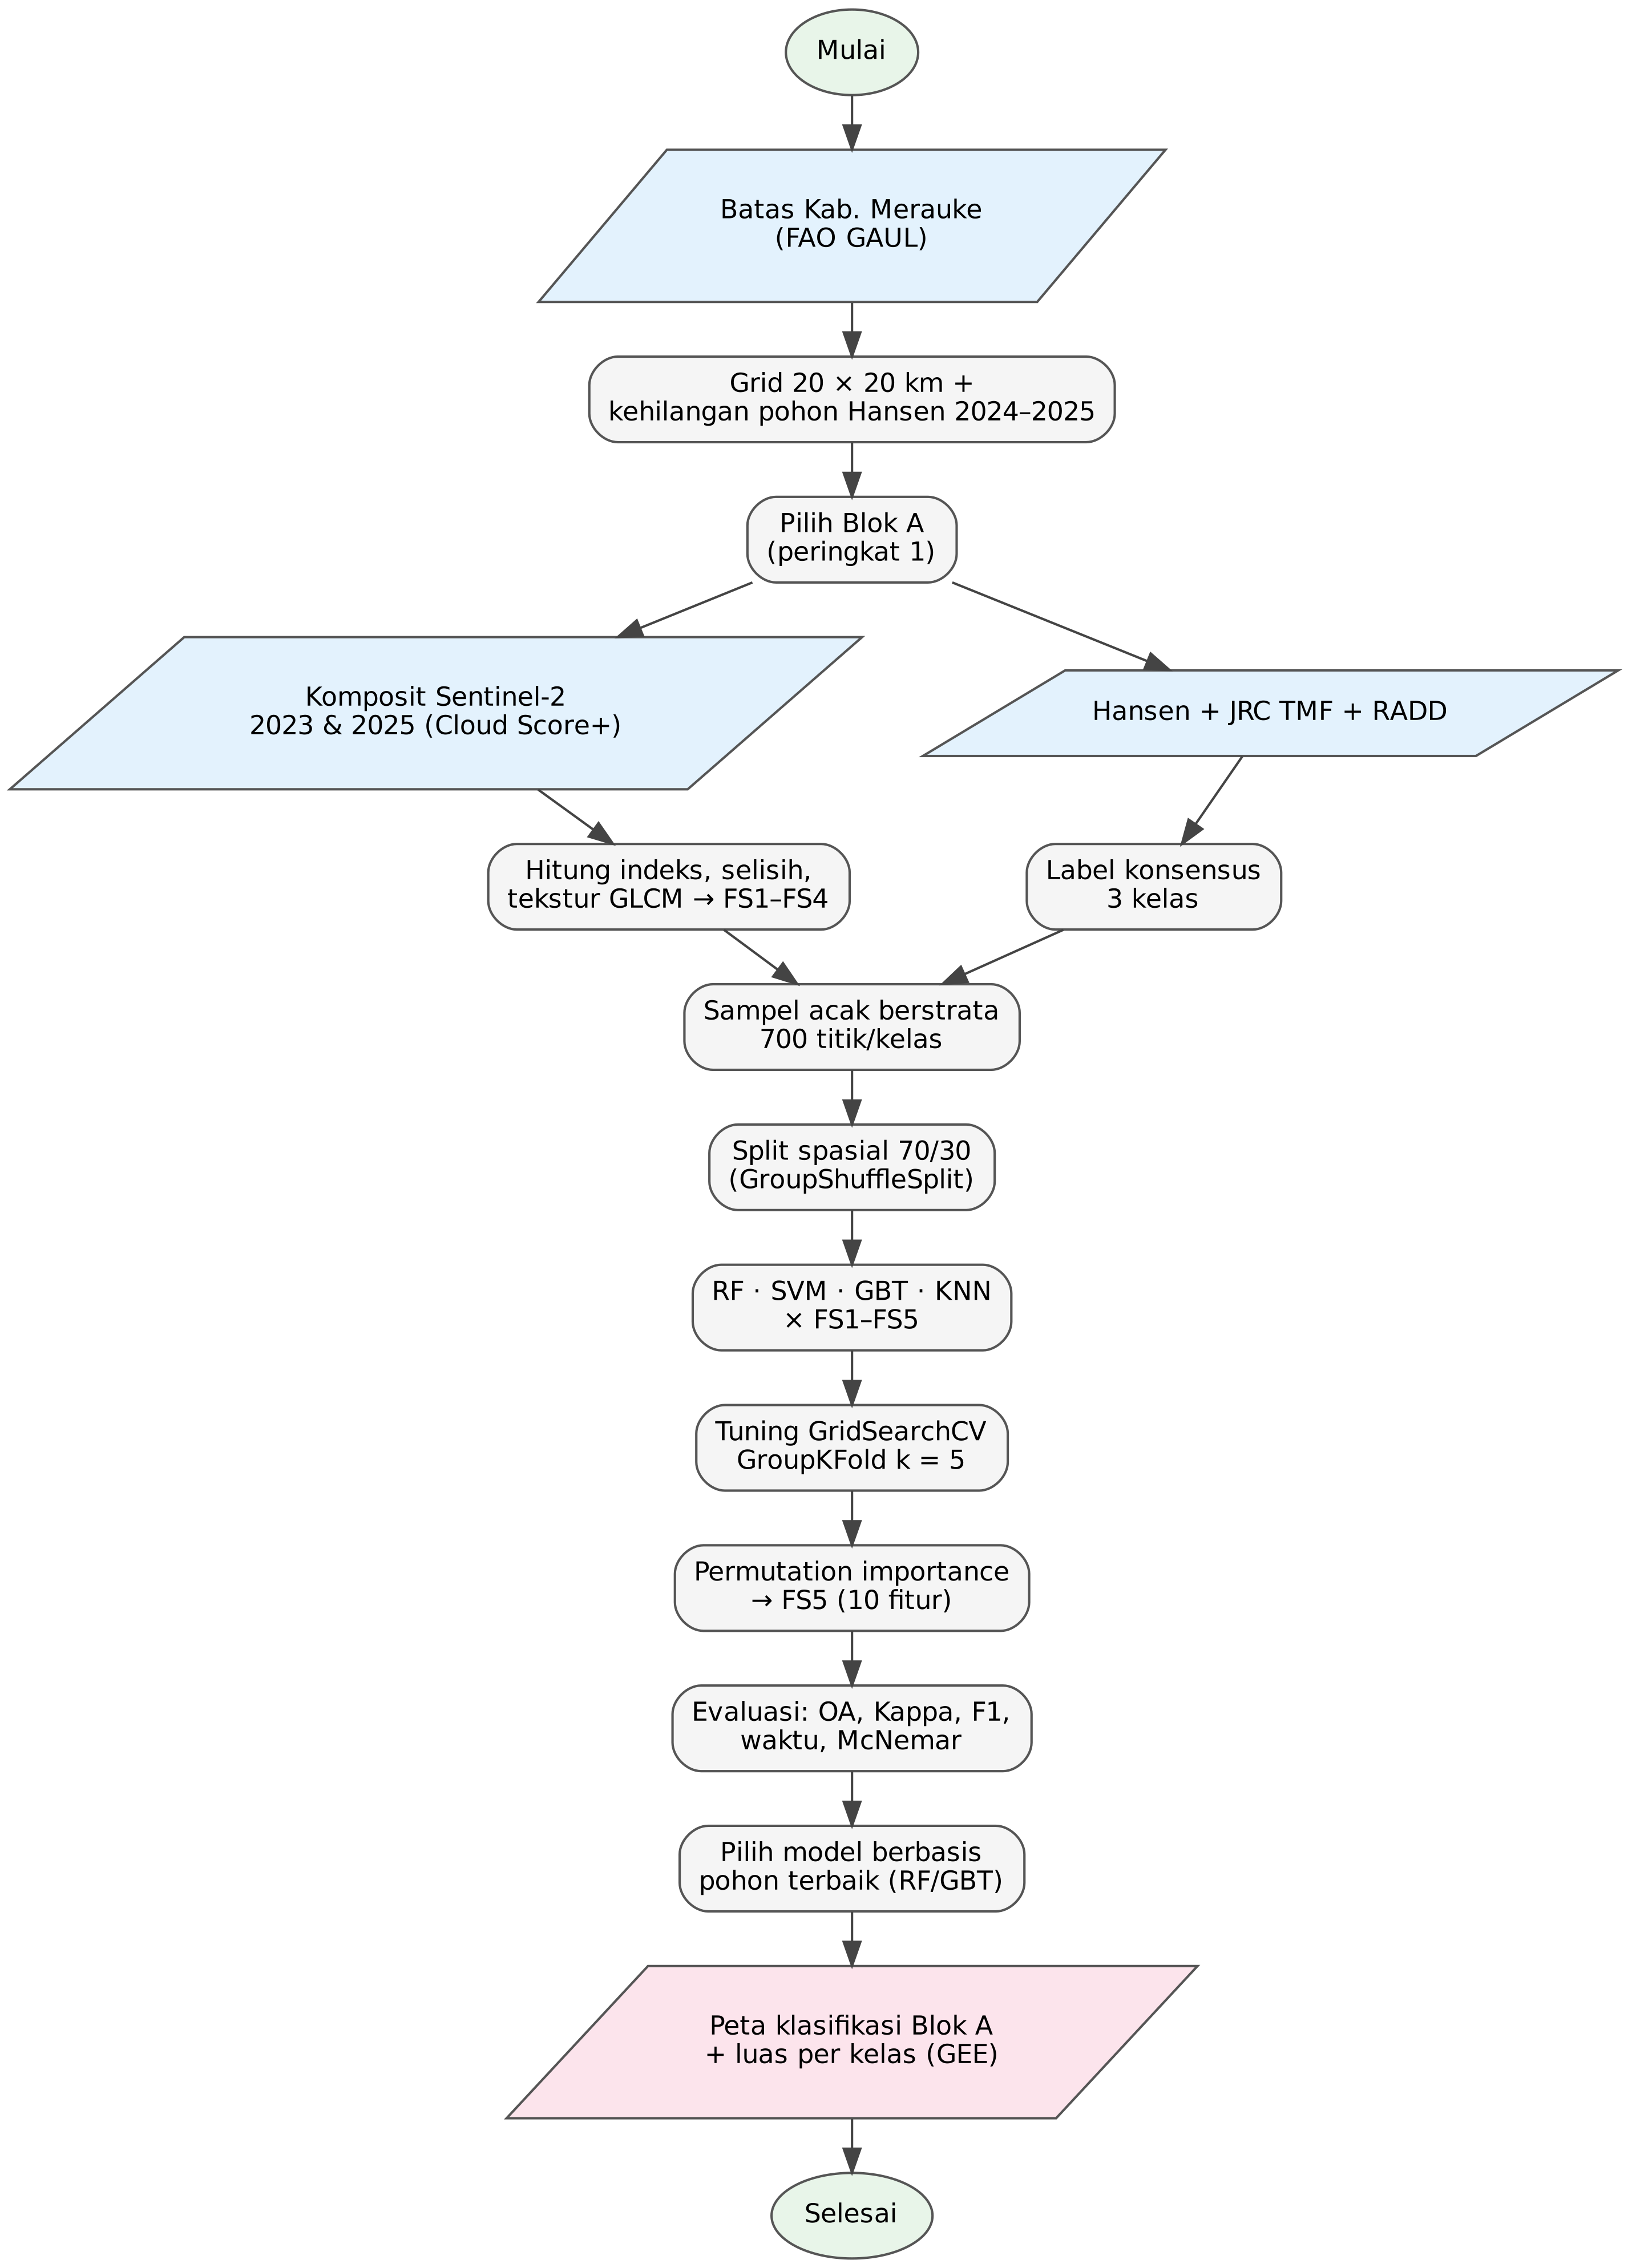 Mulai
Batas Kab. Merauke
(FAO GAUL)
Grid 20 × 20 km +
kehilangan pohon Hansen 2024–2025
Pilih Blok A
(peringkat 1)
Komposit Sentinel-2
2023 & 2025 (Cloud Score+)
Hansen + JRC TMF + RADD
Hitung indeks, selisih,
tekstur GLCM → FS1–FS4
Label konsensus
3 kelas
Sampel acak berstrata
700 titik/kelas
Split spasial 70/30
(GroupShuffleSplit)
RF · SVM · GBT · KNN
× FS1–FS5
Tuning GridSearchCV
GroupKFold k = 5
Permutation importance
→ FS5 (10 fitur)
Evaluasi: OA, Kappa, F1,
waktu, McNemar
Pilih model berbasis
pohon terbaik (RF/GBT)
Peta klasifikasi Blok A
+ luas per kelas (GEE)
Selesai